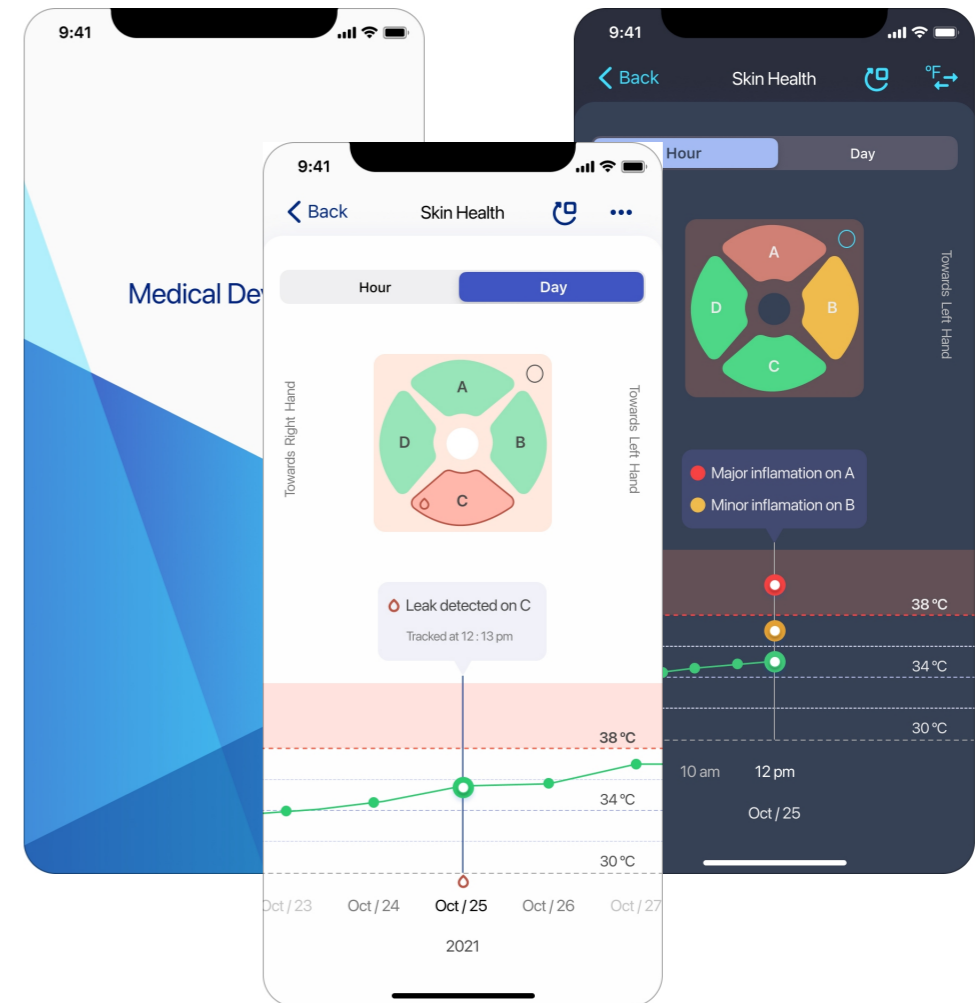 9:41
Medical De
9:41
Back
Skin Health
Hour
Day
Towards Right Hand
A
D
B
C
Towards Left Hand
Leak detected on C
Tracked at 12 : 13 pm
38 °C
34 °C
30 °C
Oct / 23
Oct / 24
Oct / 25
Oct / 26
Oct / 27
2021
9:41
Back
Skin Health
°F
Hour
Day
A
D
B
C
Towards Left Hand
Major inflamation on A
Minor inflamation on B
38 °C
34 °C
30 °C
10 am
12 pm
Oct / 25